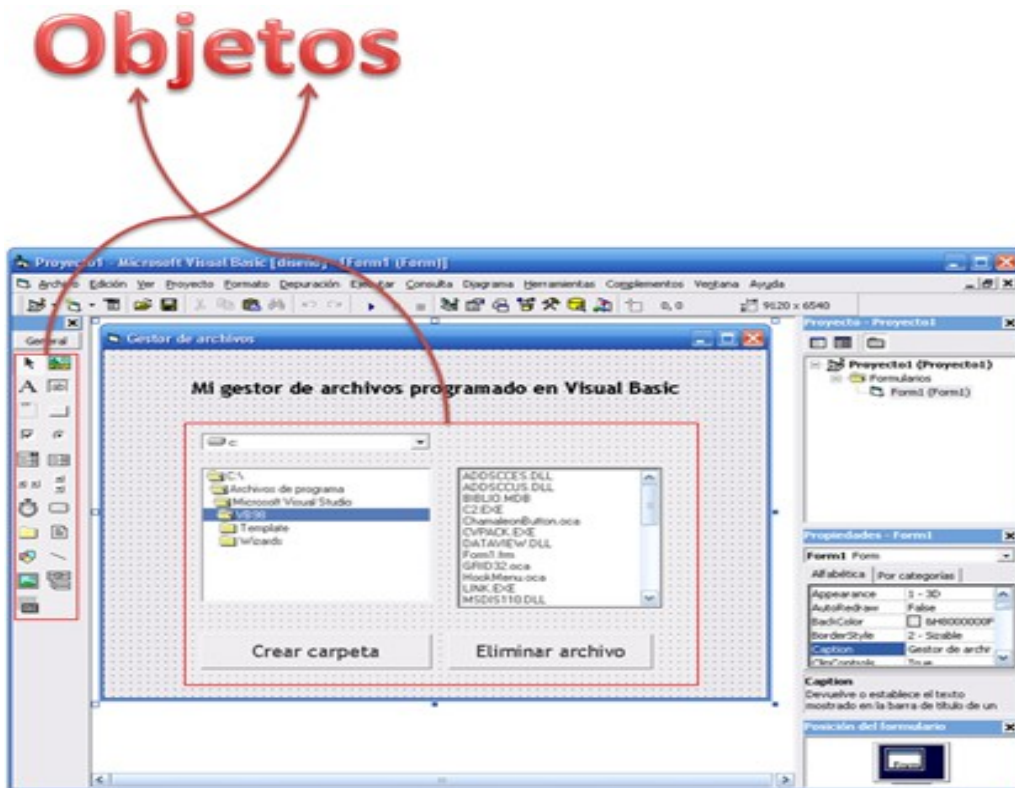 Objetos
Proyecto1 - Microsoft Visual Basic [diseño] - [Form1 (Form)]
Archivo Edición Ver Proyecto Formato Depuración Ejecutar Consulta Diagrama Herramientas Complementos Ventana Ayuda
0, 0
9120 x 6540
General
Gestor de archivos
Mi gestor de archivos programado en Visual Basic
c:
C:\
Archivos de programa
Microsoft Visual Studio
VB98
Template
Wizards
ADDSCCES.DLL
ADDSCCUS.DLL
BIBLIO.MDB
C2.EXE
ChamaleonButton.oca
CVPACK.EXE
DATAVIEW.DLL
Form1.frm
GRID32.oca
HookMenu.oca
LINK.EXE
MSDIS110.DLL
Crear carpeta
Eliminar archivo
Proyecto - Proyecto1
Proyecto1 (Proyecto1)
Formularios
Form1 (Form1)
Propiedades - Form1
Form1 Form
Alfabética
Por categorías
Appearance 1 - 3D
AutoRedraw False
BackColor &H8000000F
BorderStyle 2 - Sizable
Caption Gestor de archr
ClipControls True
Caption
Devuelve o establece el texto
mostrado en la barra de título de un
Posición del formulario
Form